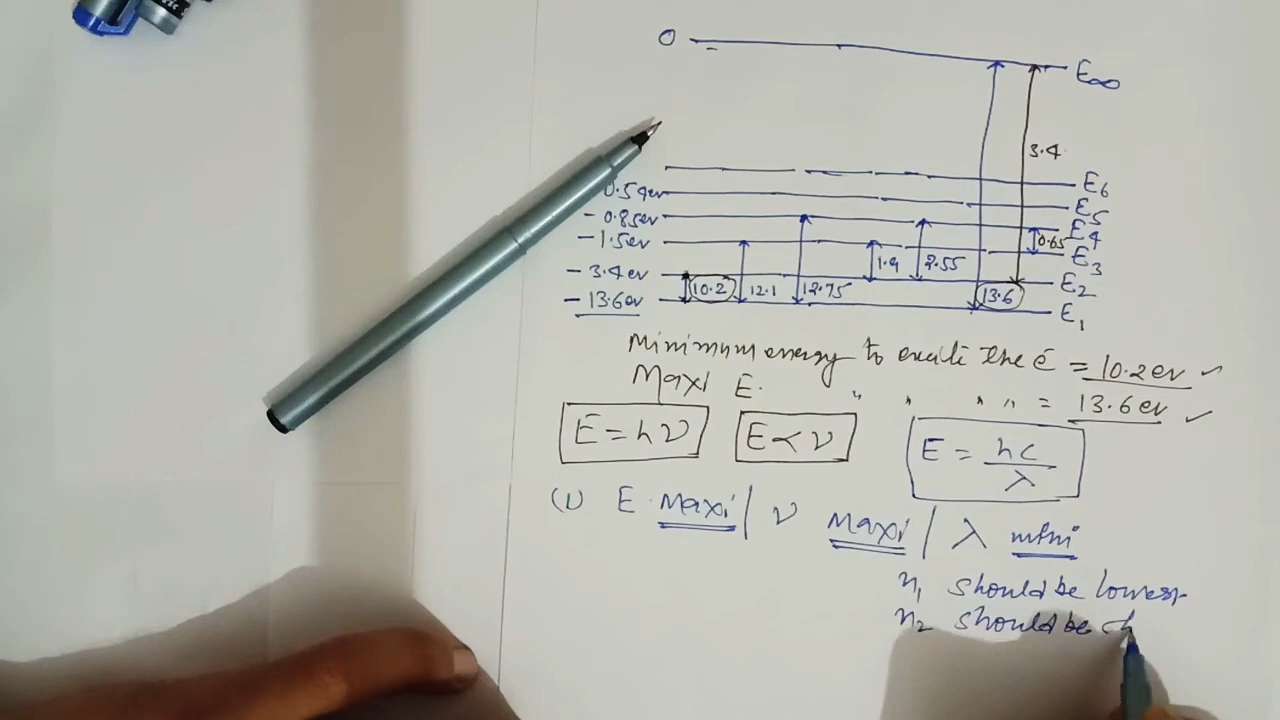 0 E∞
3.4
E6
0.54ev E5
- 0.85ev E4
- 1.5ev 0.65 E3
1.9 2.55
- 3.4ev E2
10.2 12.1 12.75 13.6
- 13.6ev E1
Minimum energy to excite the e = 10.2ev ✓
Maxi E. " " " " = 13.6ev ✓
E = hν E ∝ ν E = hc/λ
(1) E Maxi | ν Maxi | λ mini
n1 should be lowest
n2 should be